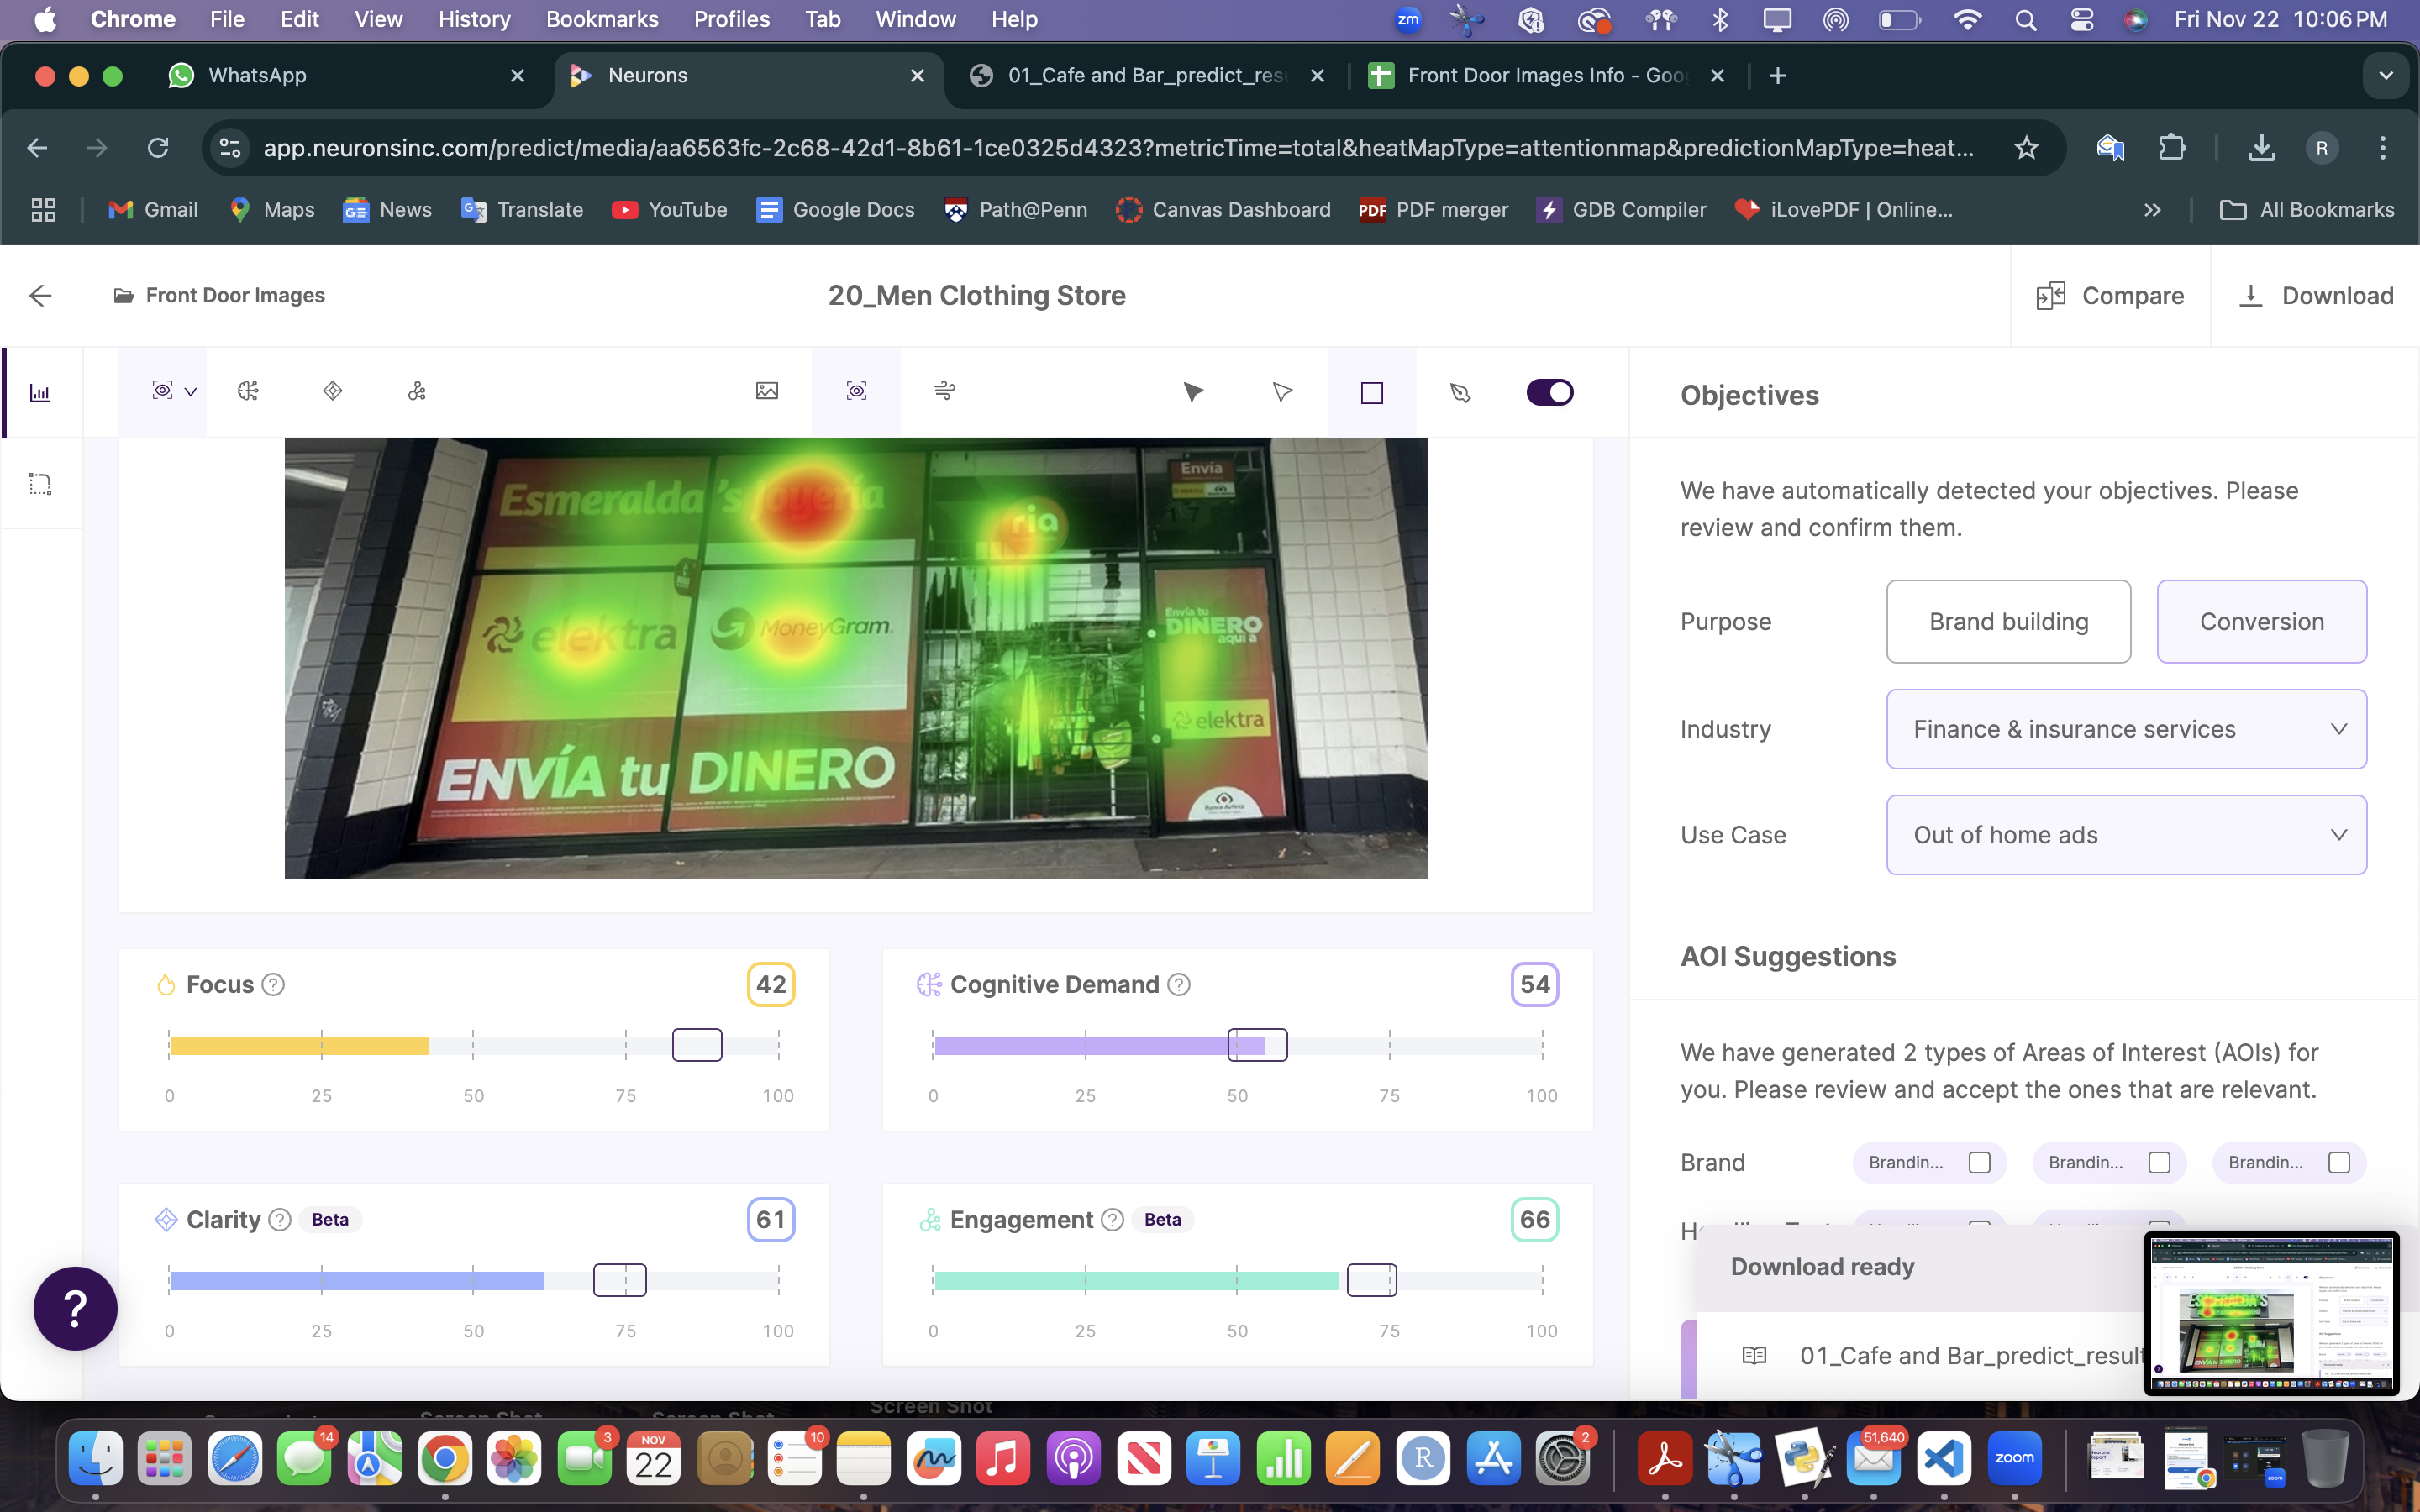 Chrome File Edit View History Bookmarks Profiles Tab Window Help
zm
Fri Nov 22 10:06 PM
WhatsApp
Neurons
01_Cafe and Bar_predict_resu
Front Door Images Info - Goo
app.neuronsinc.com/predict/media/aa6563fc-2c68-42d1-8b61-1ce0325d4323?metricTime=total&heatMapType=attentionmap&predictionMapType=heat...
R
Gmail Maps News Translate YouTube Google Docs Path@Penn Canvas Dashboard PDF PDF merger GDB Compiler iLovePDF | Online... All Bookmarks
Front Door Images
20_Men Clothing Store
Compare
Download
Esmeralda's joyería
ria
Envía
elektra
MoneyGram.
Envía tu
DINERO
aquí a
elektra
ENVÍA tu DINERO
Objectives
We have automatically detected your objectives. Please
review and confirm them.
Purpose
Brand building
Conversion
Industry
Finance & insurance services
Use Case
Out of home ads
AOI Suggestions
We have generated 2 types of Areas of Interest (AOIs) for
you. Please review and accept the ones that are relevant.
Brand
Brandin...
Brandin...
Brandin...
Focus ? 42
0 25 50 75 100
Cognitive Demand ? 54
0 25 50 75 100
Clarity ? Beta 61
0 25 50 75 100
Engagement ? Beta 66
0 25 50 75 100
?
Download ready
01_Cafe and Bar_predict_result
Screen Shot
14
3
NOV
22
10
R
2
51,640
zoom